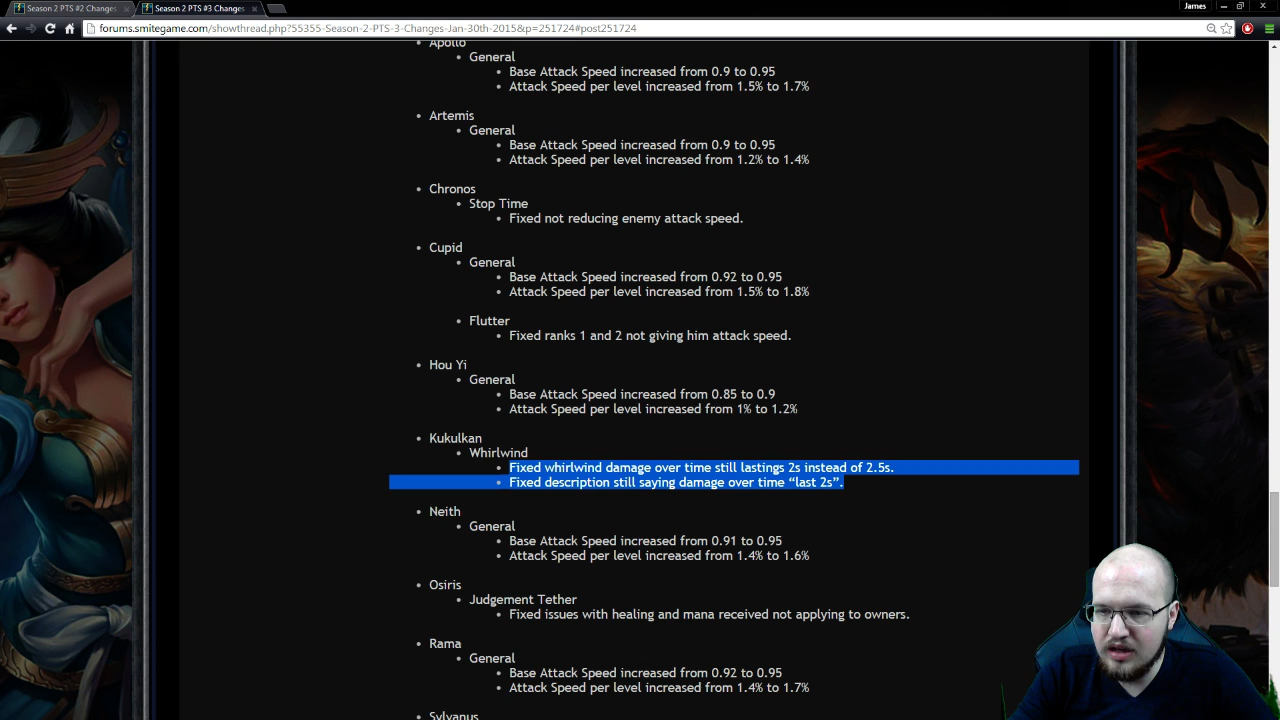 Season 2 PTS #2 Changes
Season 2 PTS #3 Changes
James
forums.smitegame.com/showthread.php?55355-Season-2-PTS-3-Changes-Jan-30th-2015&p=251724#post251724
Apollo
General
Base Attack Speed increased from 0.9 to 0.95
Attack Speed per level increased from 1.5% to 1.7%
Artemis
General
Base Attack Speed increased from 0.9 to 0.95
Attack Speed per level increased from 1.2% to 1.4%
Chronos
Stop Time
Fixed not reducing enemy attack speed.
Cupid
General
Base Attack Speed increased from 0.92 to 0.95
Attack Speed per level increased from 1.5% to 1.8%
Flutter
Fixed ranks 1 and 2 not giving him attack speed.
Hou Yi
General
Base Attack Speed increased from 0.85 to 0.9
Attack Speed per level increased from 1% to 1.2%
Kukulkan
Whirlwind
Fixed whirlwind damage over time still lastings 2s instead of 2.5s.
Fixed description still saying damage over time “last 2s”.
Neith
General
Base Attack Speed increased from 0.91 to 0.95
Attack Speed per level increased from 1.4% to 1.6%
Osiris
Judgement Tether
Fixed issues with healing and mana received not applying to owners.
Rama
General
Base Attack Speed increased from 0.92 to 0.95
Attack Speed per level increased from 1.4% to 1.7%
Sylvanus